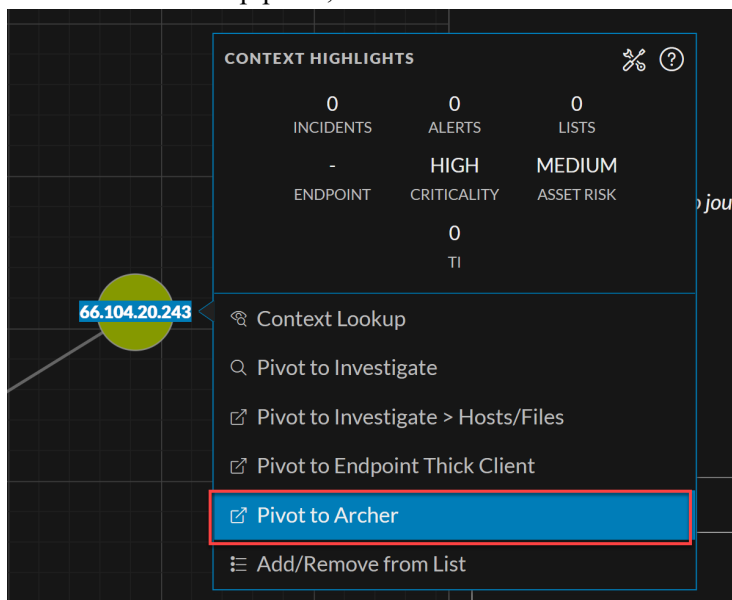 CONTEXT HIGHLIGHTS
0 0 0
INCIDENTS ALERTS LISTS
- HIGH MEDIUM
ENDPOINT CRITICALITY ASSET RISK
0
TI
jou
66.104.20.243
Context Lookup
Pivot to Investigate
Pivot to Investigate > Hosts/Files
Pivot to Endpoint Thick Client
Pivot to Archer
Add/Remove from List